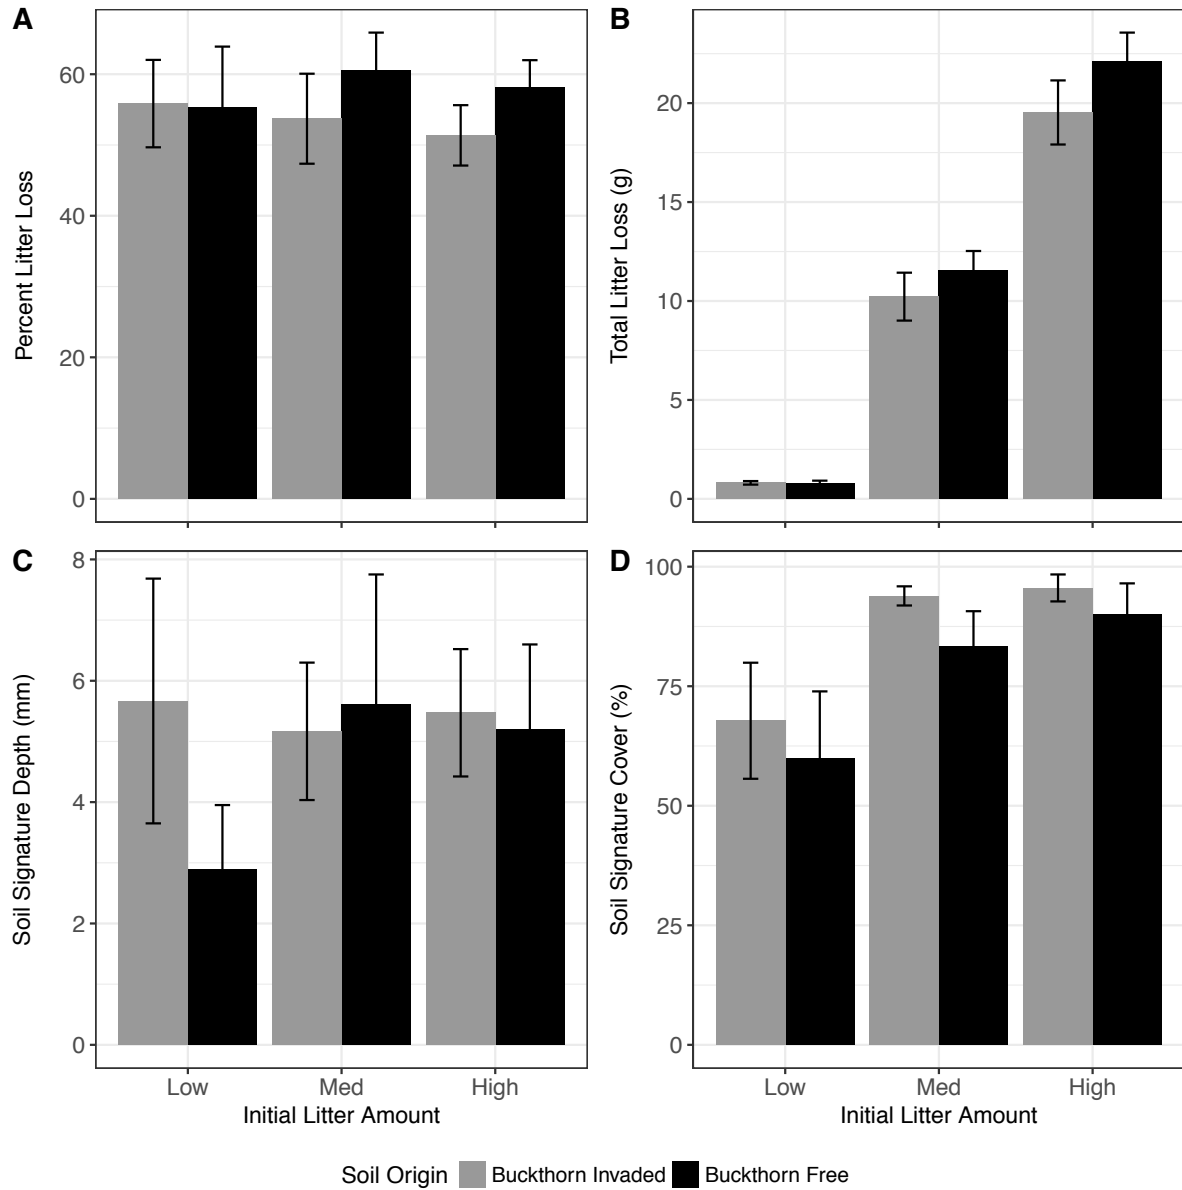 A
Percent Litter Loss
60
40
20
0
B
Total Litter Loss (g)
20
15
10
5
0
C
Soil Signature Depth (mm)
8
6
4
2
0
Low Med High
Initial Litter Amount
D
Soil Signature Cover (%)
100
75
50
25
0
Low Med High
Initial Litter Amount
Soil Origin Buckthorn Invaded Buckthorn Free